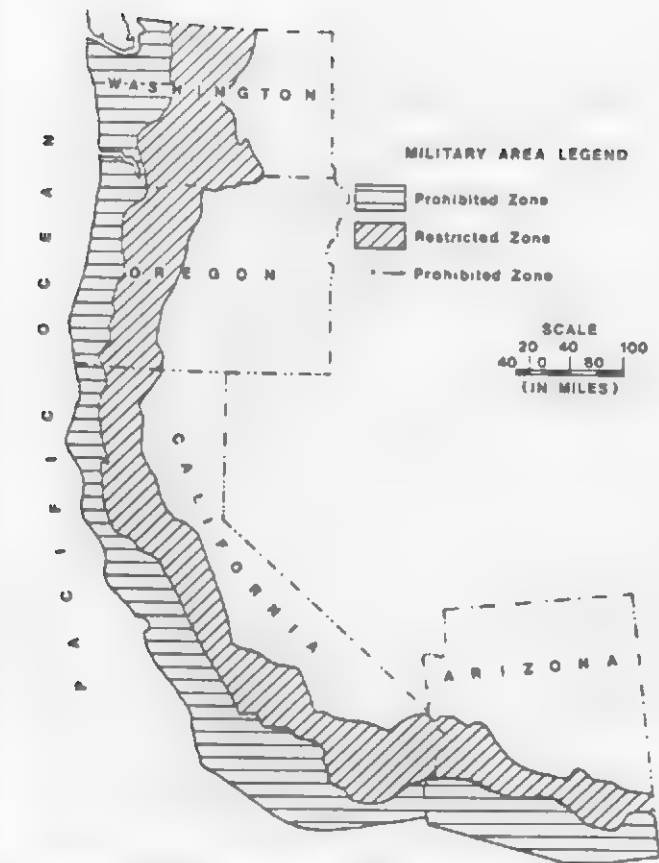 WASHINGTON
MILITARY AREA LEGEND
Prohibited Zone
Restricted Zone
Prohibited Zone
OREGON
SCALE
20 40 100
40 0 80
(IN MILES)
PACIFIC OCEAN
CALIFORNIA
ARIZONA